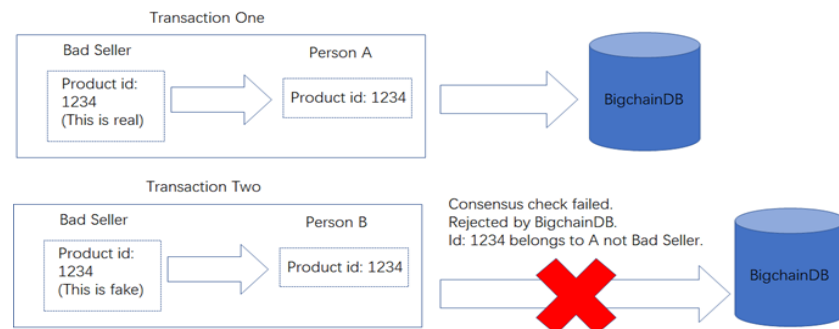 Transaction One
Bad Seller
Person A
Product id:
1234
(This is real)
Product id: 1234
BigchainDB
Transaction Two
Bad Seller
Person B
Product id:
1234
(This is fake)
Product id: 1234
Consensus check failed.
Rejected by BigchainDB.
Id: 1234 belongs to A not Bad Seller.
BigchainDB